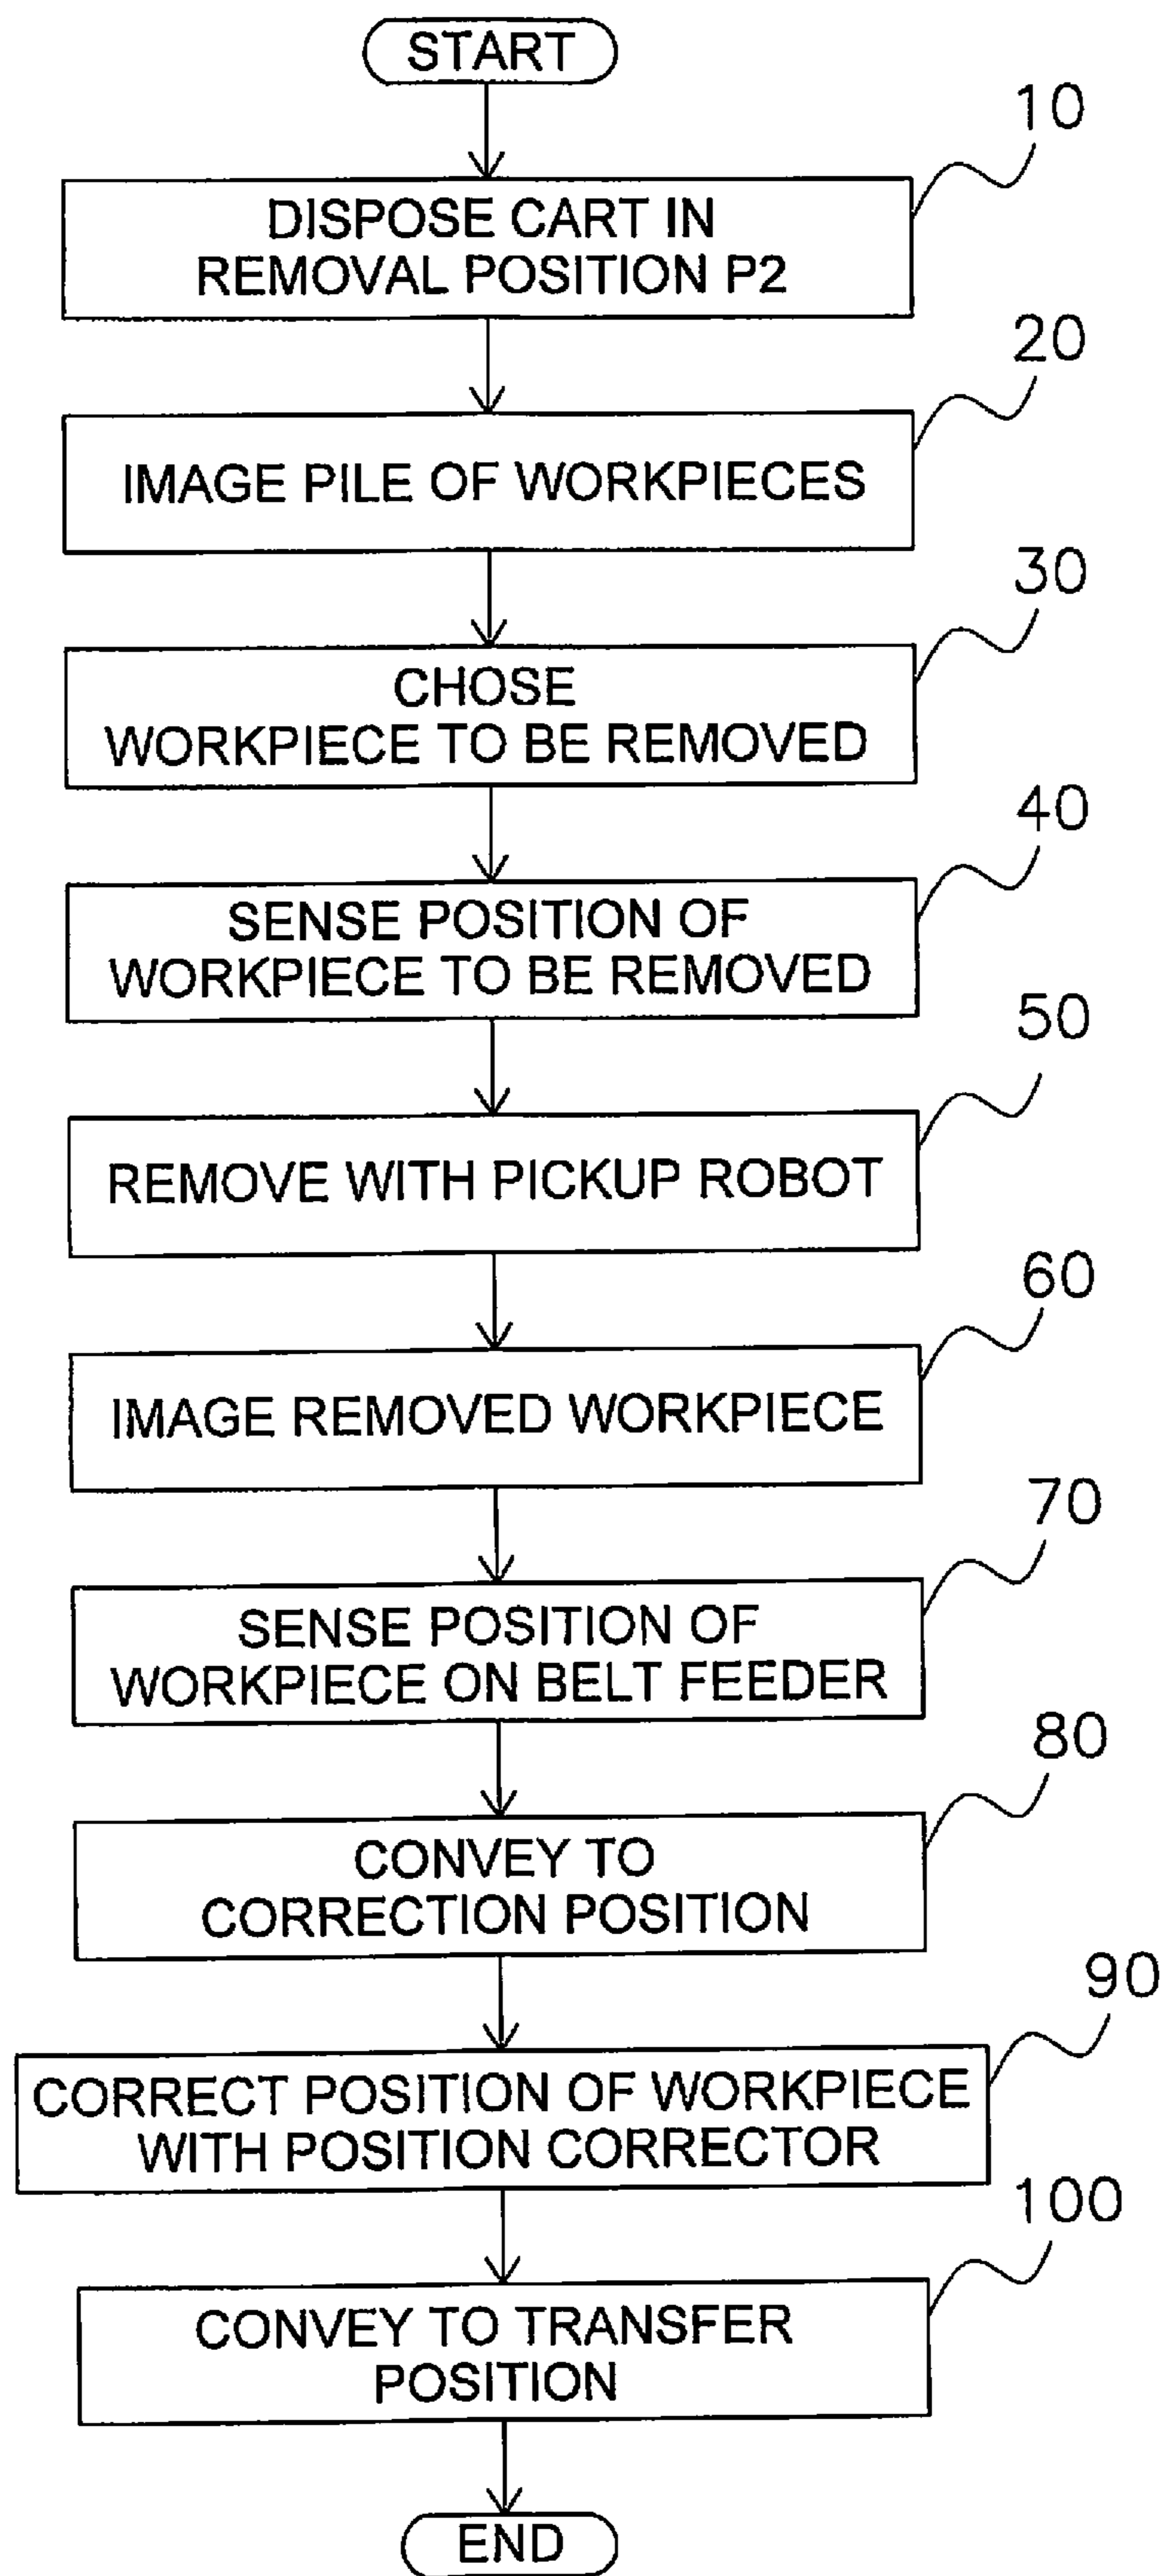 START
10
DISPOSE CART IN
REMOVAL POSITION P2
20
IMAGE PILE OF WORKPIECES
30
CHOSE
WORKPIECE TO BE REMOVED
40
SENSE POSITION OF
WORKPIECE TO BE REMOVED
50
REMOVE WITH PICKUP ROBOT
60
IMAGE REMOVED WORKPIECE
70
SENSE POSITION OF
WORKPIECE ON BELT FEEDER
80
CONVEY TO
CORRECTION POSITION
90
CORRECT POSITION OF WORKPIECE
WITH POSITION CORRECTOR
100
CONVEY TO TRANSFER
POSITION
END